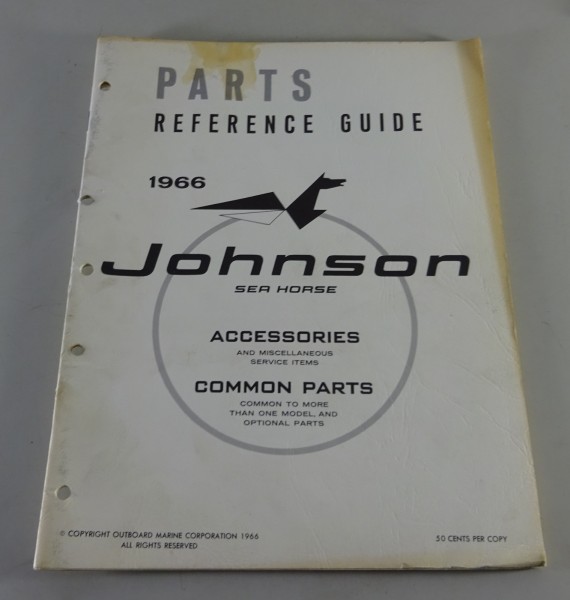 PARTS
REFERENCE GUIDE
1966
Johnson
SEA HORSE
ACCESSORIES
AND MISCELLANEOUS
SERVICE ITEMS
COMMON PARTS
COMMON TO MORE
THAN ONE MODEL, AND
OPTIONAL PARTS
© COPYRIGHT OUTBOARD MARINE CORPORATION 1966
ALL RIGHTS RESERVED
50 CENTS PER COPY